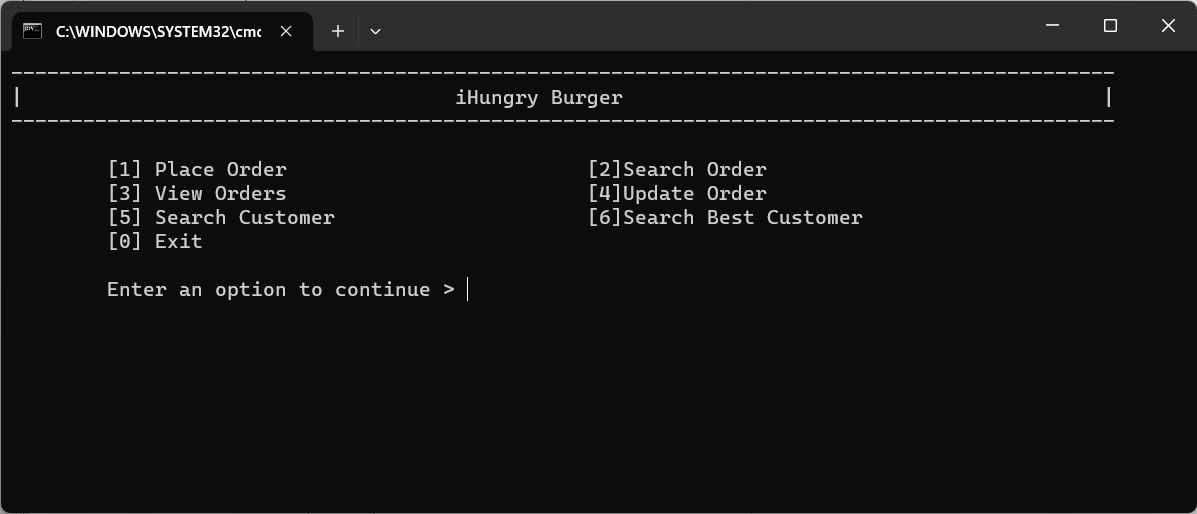 C:\WINDOWS\SYSTEM32\cmd
--------------------------------------------------------------------------------------------
| iHungry Burger |
--------------------------------------------------------------------------------------------
[1] Place Order [2]Search Order
[3] View Orders [4]Update Order
[5] Search Customer [6]Search Best Customer
[0] Exit
Enter an option to continue >